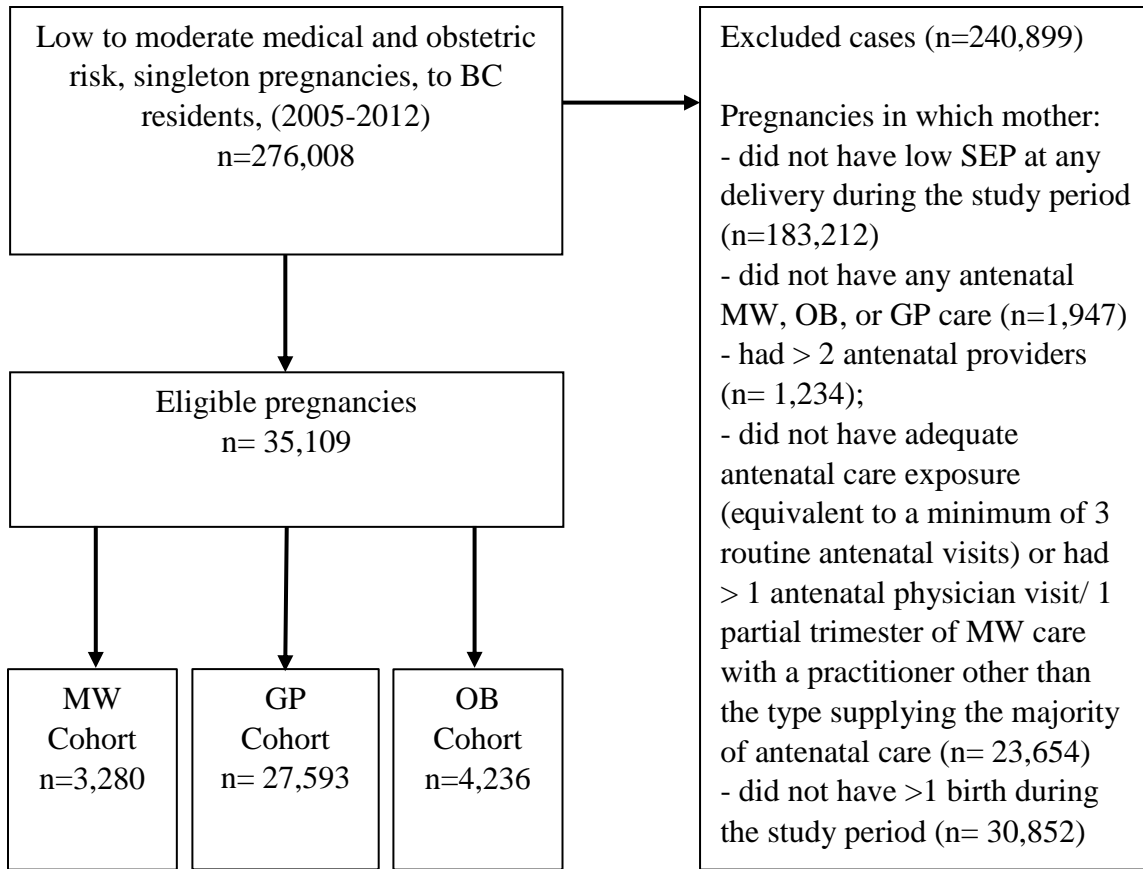 Low to moderate medical and obstetric
risk, singleton pregnancies, to BC
residents, (2005-2012)
n=276,008
Excluded cases (n=240,899)
Pregnancies in which mother:
- did not have low SEP at any
delivery during the study period
(n=183,212)
- did not have any antenatal
MW, OB, or GP care (n=1,947)
- had > 2 antenatal providers
(n= 1,234);
- did not have adequate
antenatal care exposure
(equivalent to a minimum of 3
routine antenatal visits) or had
> 1 antenatal physician visit/ 1
partial trimester of MW care
with a practitioner other than
the type supplying the majority
of antenatal care (n= 23,654)
- did not have >1 birth during
the study period (n= 30,852)
Eligible pregnancies
n= 35,109
MW
Cohort
n=3,280
GP
Cohort
n= 27,593
OB
Cohort
n=4,236